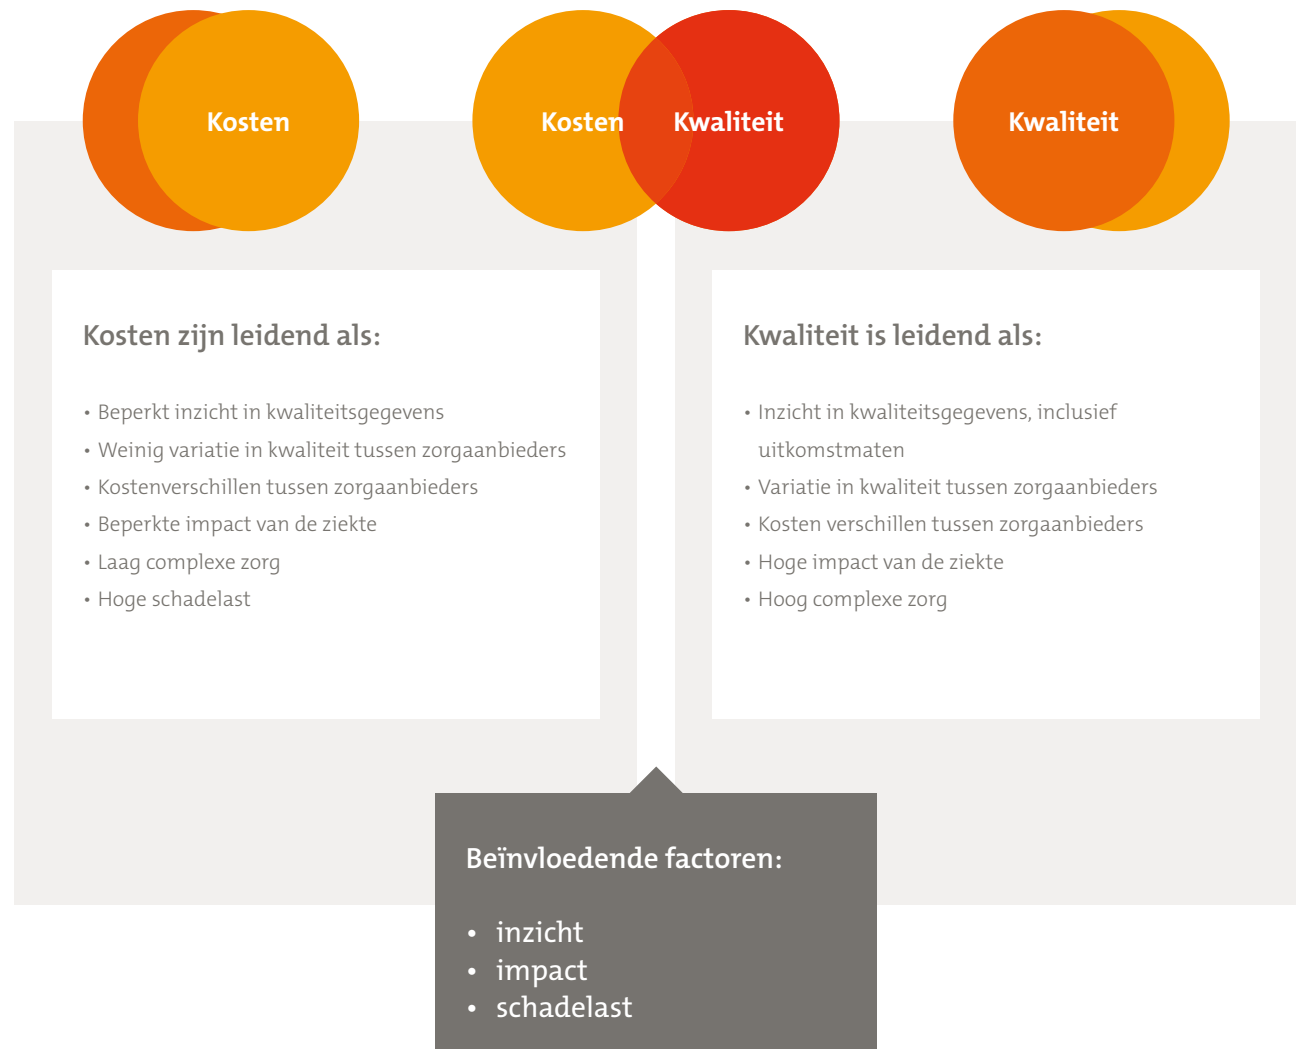 Kosten
Kosten
Kwaliteit
Kwaliteit
Kosten zijn leidend als:
• Beperkt inzicht in kwaliteitsgegevens
• Weinig variatie in kwaliteit tussen zorgaanbieders
• Kostenverschillen tussen zorgaanbieders
• Beperkte impact van de ziekte
• Laag complexe zorg
• Hoge schadelast
Kwaliteit is leidend als:
• Inzicht in kwaliteitsgegevens, inclusief
uitkomstmaten
• Variatie in kwaliteit tussen zorgaanbieders
• Kosten verschillen tussen zorgaanbieders
• Hoge impact van de ziekte
• Hoog complexe zorg
Beïnvloedende factoren:
• inzicht
• impact
• schadelast